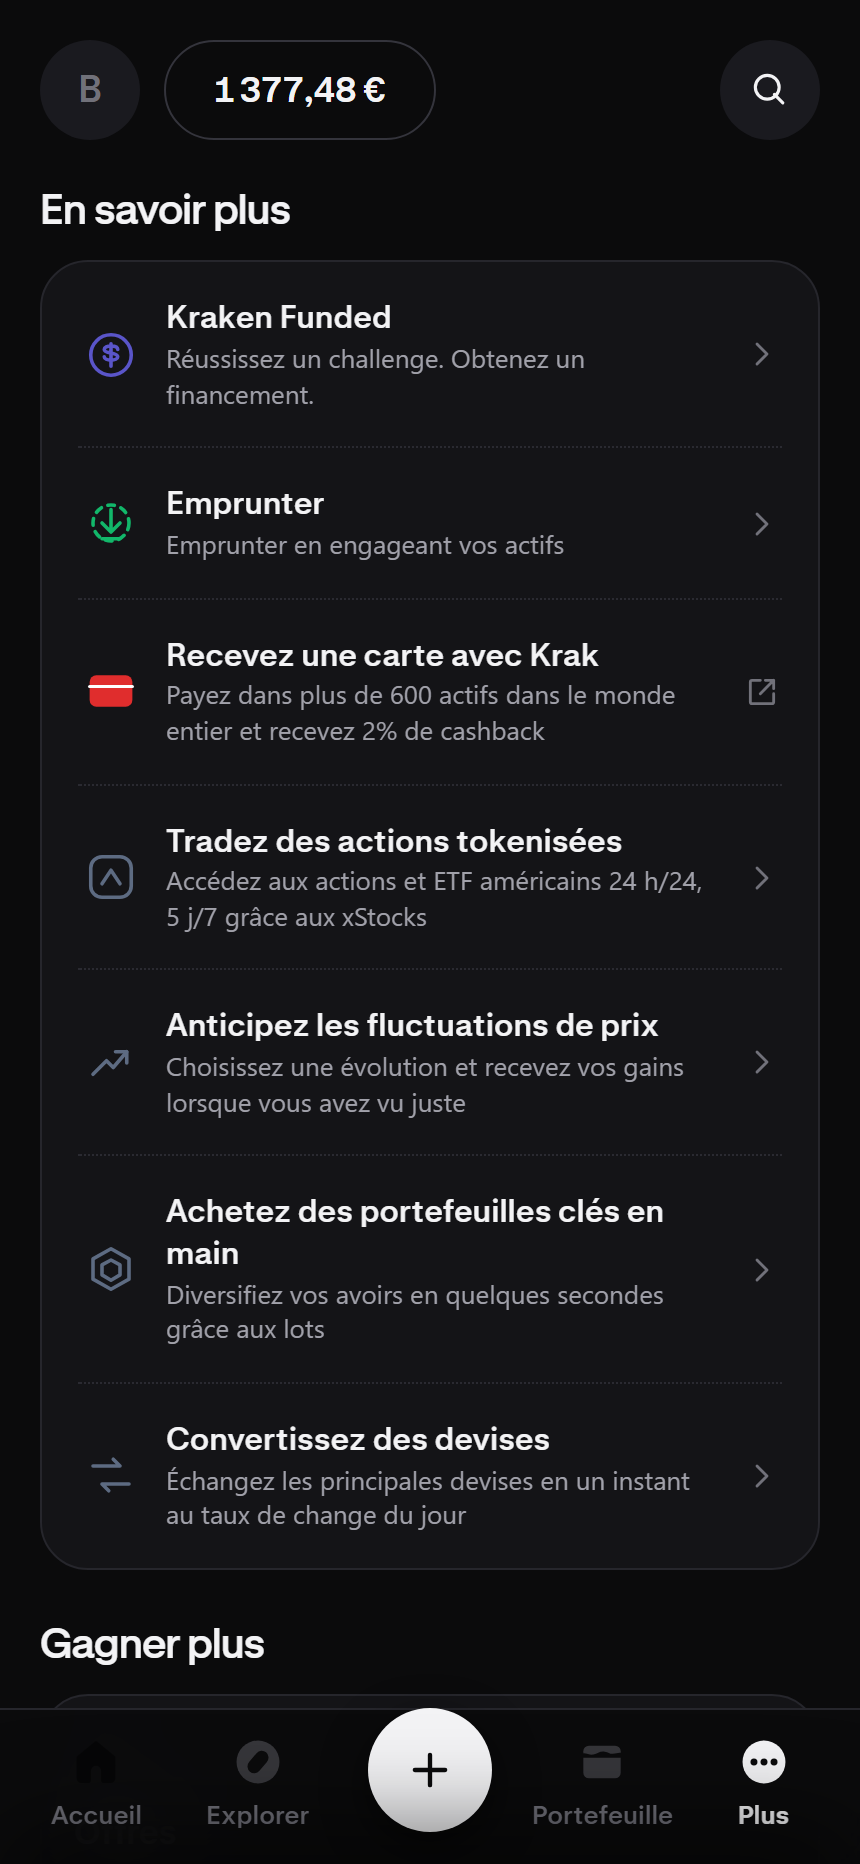 B
1 377,48 €
En savoir plus
Kraken Funded
Réussissez un challenge. Obtenez un
financement.
Emprunter
Emprunter en engageant vos actifs
Recevez une carte avec Krak
Payez dans plus de 600 actifs dans le monde
entier et recevez 2% de cashback
Tradez des actions tokenisées
Accédez aux actions et ETF américains 24 h/24,
5 j/7 grâce aux xStocks
Anticipez les fluctuations de prix
Choisissez une évolution et recevez vos gains
lorsque vous avez vu juste
Achetez des portefeuilles clés en
main
Diversifiez vos avoirs en quelques secondes
grâce aux lots
Convertissez des devises
Échangez les principales devises en un instant
au taux de change du jour
Gagner plus
Accueil
Explorer
Portefeuille
Plus